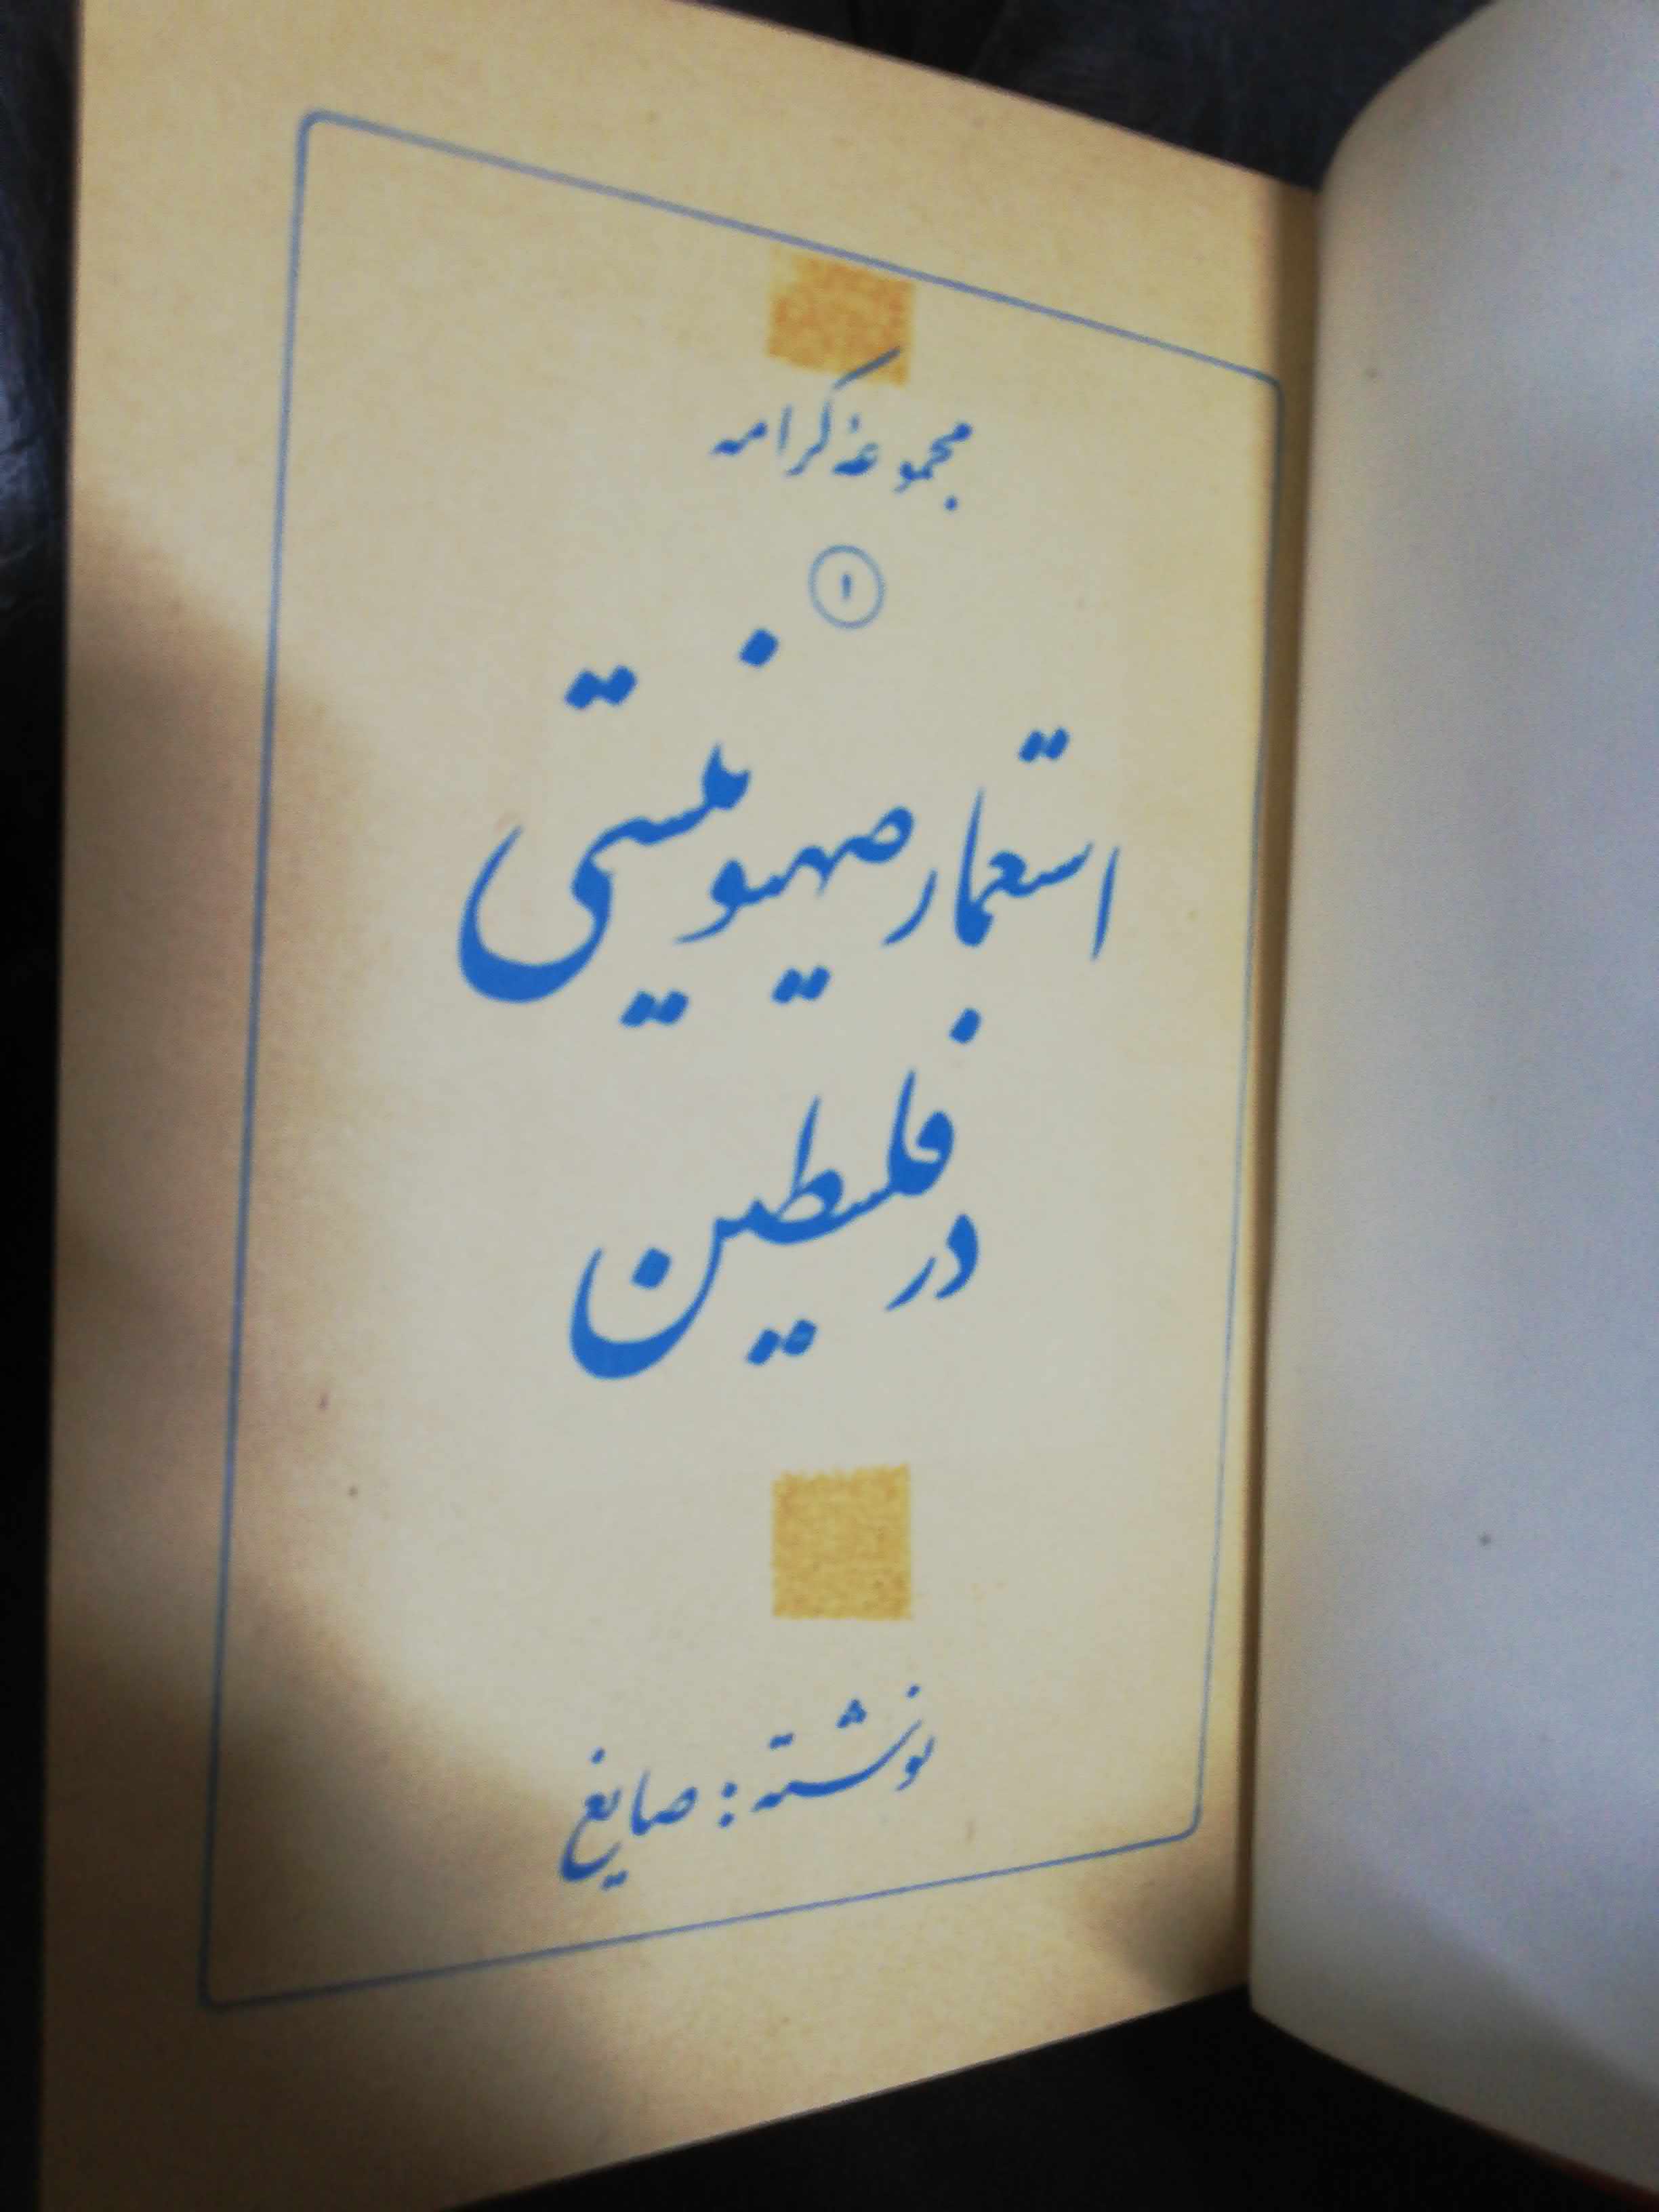 مجموعهٔ کرامه
۱
استعمار صهیونیستی
در فلسطین
نوشته : صایغ